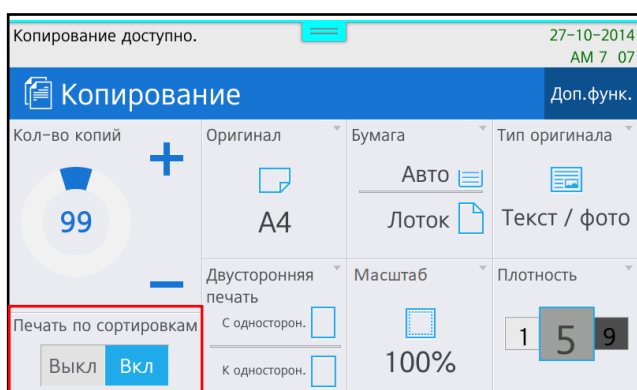 Копирование доступно.
27-10-2014
AM 7 07
Копирование
Доп.функ.
Кол-во копий
99
Оригинал
A4
Бумага
Авто
Лоток
Тип оригинала
Текст / фото
Печать по сортировкам
Выкл Вкл
Двусторонняя
печать
С односторон.
К односторон.
Масштаб
100%
Плотность
1 5 9